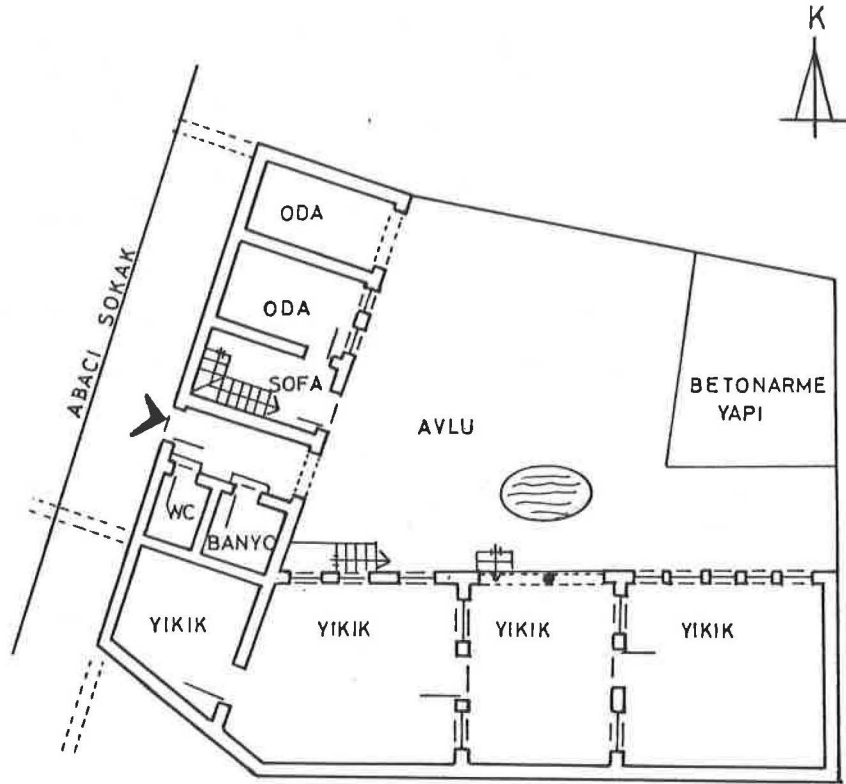 K
ODA
ABACI SOKAK
ODA
SOFA
BETONARME
YAPI
AVLU
WC
BANYO
YIKIK
YIKIK
YIKIK
YIKIK